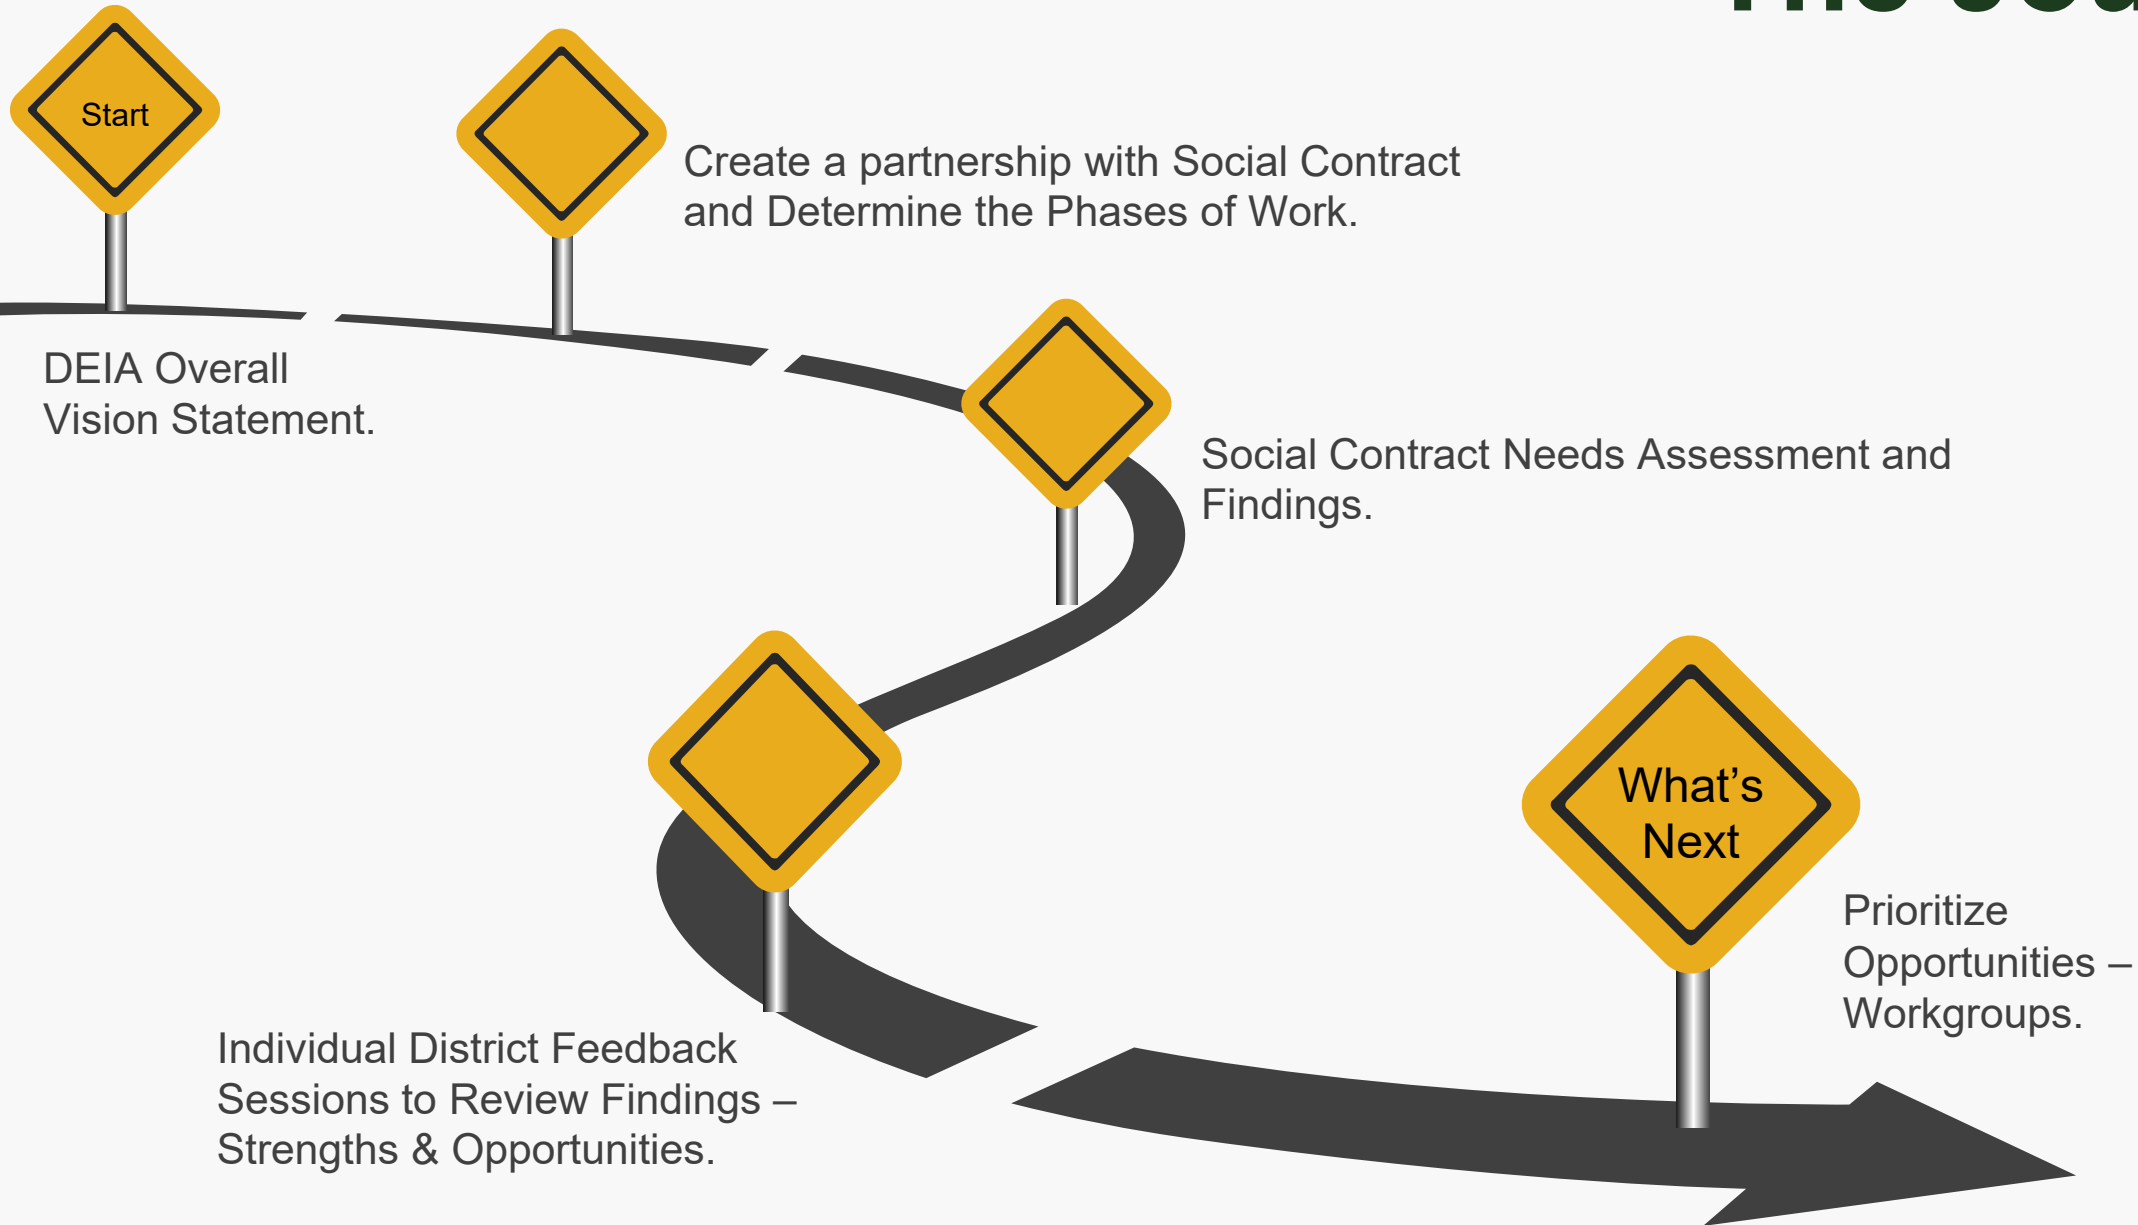 Start
Create a partnership with Social Contract
and Determine the Phases of Work.
DEIA Overall
Vision Statement.
Social Contract Needs Assessment and
Findings.
What’s
Next
Prioritize
Opportunities –
Workgroups.
Individual District Feedback
Sessions to Review Findings –
Strengths & Opportunities.